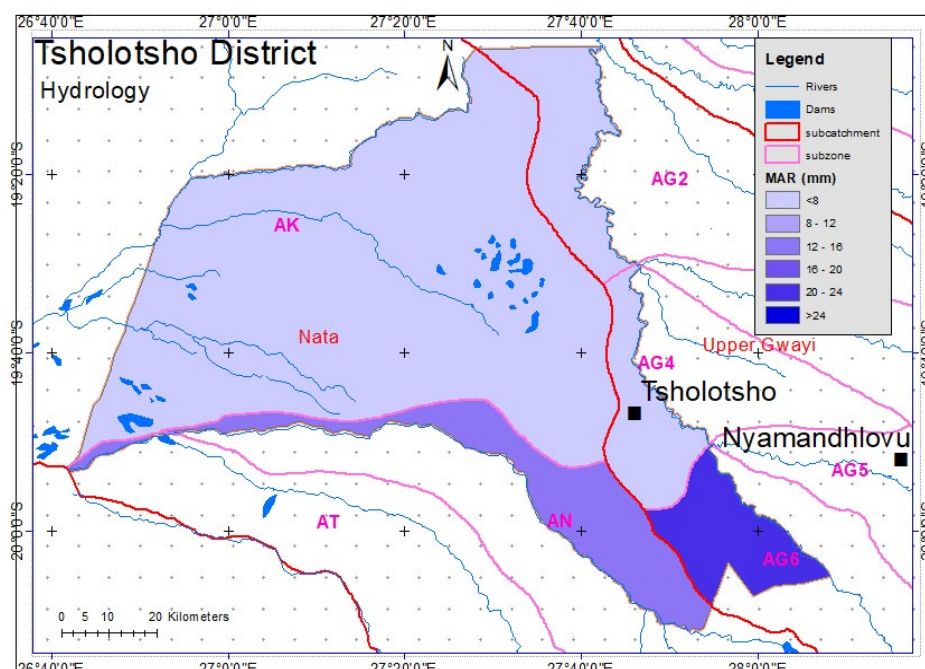 26°40'0"E 27°0'0"E 27°20'0"E 27°40'0"E 28°0'0"E
Tsholotsho District
Hydrology
N
Legend
Rivers
Dams
subcatchment
subzone
MAR (mm)
<8
8 - 12
12 - 16
16 - 20
20 - 24
>24
19°20'0"S
AG2
AK
Nata
Upper Gwayi
19°40'0"S
AG4
Tsholotsho
Nyamandhlovu
AG5
AT
AN
20°0'0"S
AG6
0 5 10 20 Kilometers
26°40'0"E 27°0'0"E 27°20'0"E 27°40'0"E 28°0'0"E